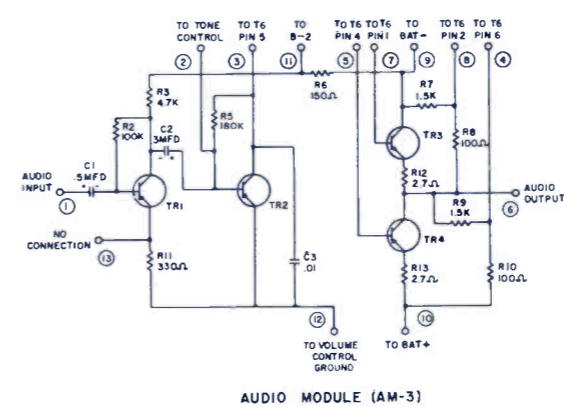 TO TONE
CONTROL
②
TO T6
PIN 5
③
TO
B-2
⑪
TO T6
PIN 4
⑤
TO T6
PIN 1
⑦
TO
BAT-
⑨
TO T6
PIN 2
⑧
TO T6
PIN 6
④
R3
4.7K
R6
150Ω
R7
1.5K
R2
100K
C2
3MFD
- +
R5
180K
TR3
R8
100Ω
C1
.5MFD
+ -
AUDIO
INPUT
①
TR1
TR2
R12
2.7Ω
AUDIO
OUTPUT
⑥
R9
1.5K
NO
CONNECTION
⑬
TR4
R11
330Ω
C3
.01
R13
2.7Ω
R10
100Ω
⑫
TO VOLUME
CONTROL
GROUND
⑩
TO BAT+
AUDIO MODULE (AM-3)